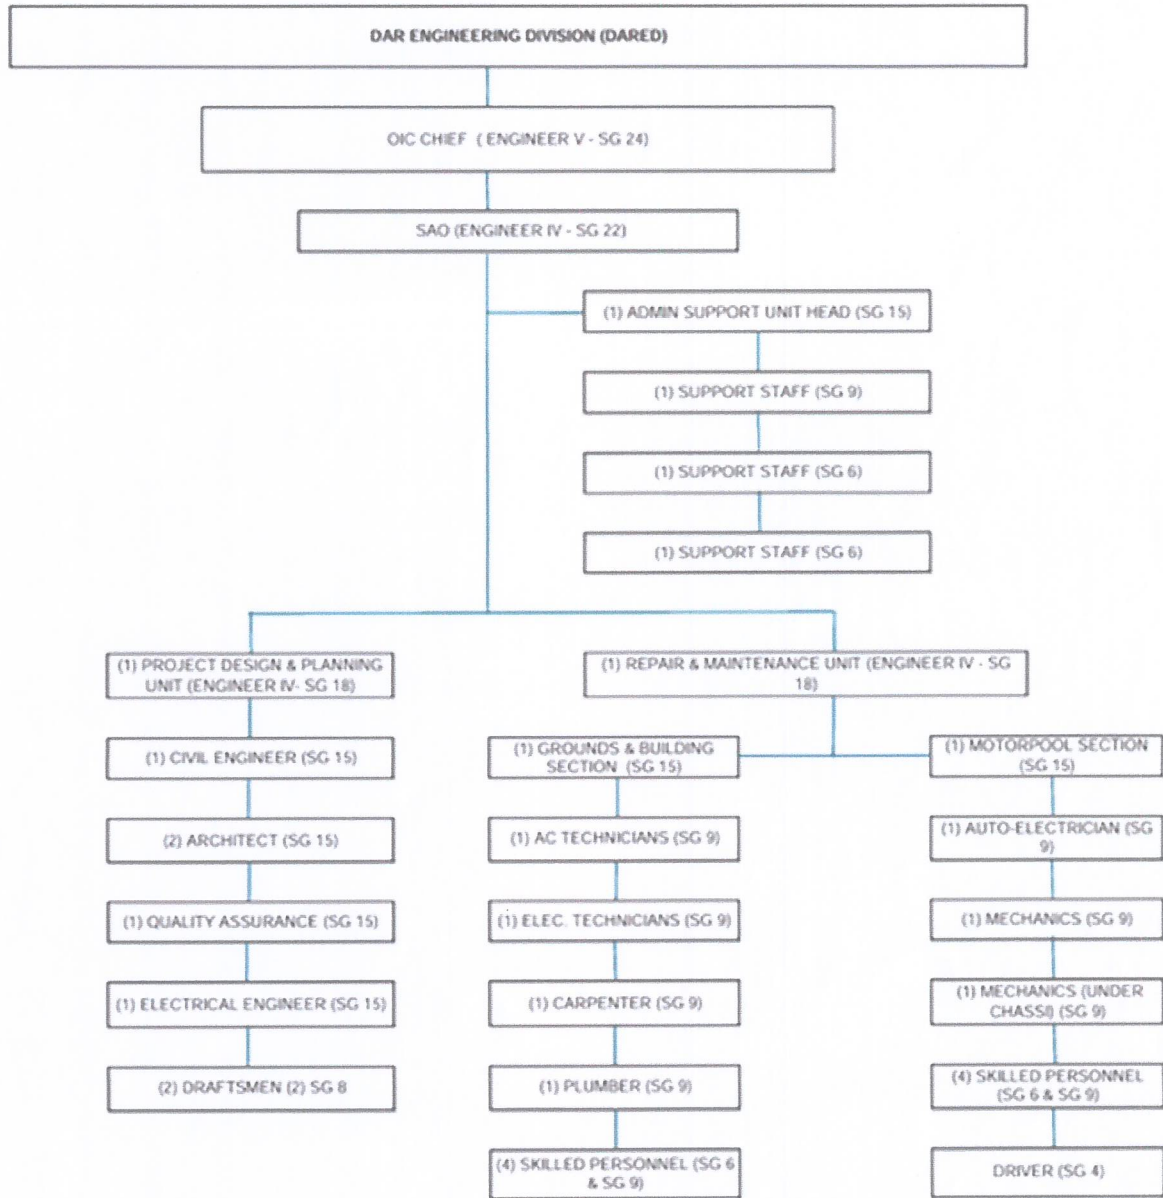 DAR ENGINEERING DIVISION (DARED)
OIC CHIEF ( ENGINEER V - SG 24)
SAO (ENGINEER IV - SG 22)
(1) ADMIN SUPPORT UNIT HEAD (SG 15)
(1) SUPPORT STAFF (SG 9)
(1) SUPPORT STAFF (SG 6)
(1) SUPPORT STAFF (SG 6)
(1) PROJECT DESIGN & PLANNING
UNIT (ENGINEER IV- SG 18)
(1) CIVIL ENGINEER (SG 15)
(2) ARCHITECT (SG 15)
(1) QUALITY ASSURANCE (SG 15)
(1) ELECTRICAL ENGINEER (SG 15)
(2) DRAFTSMEN (2) SG 8
(1) REPAIR & MAINTENANCE UNIT (ENGINEER IV - SG
18)
(1) GROUNDS & BUILDING
SECTION (SG 15)
(1) AC TECHNICIANS (SG 9)
(1) ELEC. TECHNICIANS (SG 9)
(1) CARPENTER (SG 9)
(1) PLUMBER (SG 9)
(4) SKILLED PERSONNEL (SG 6
& SG 9)
(1) MOTORPOOL SECTION
(SG 15)
(1) AUTO-ELECTRICIAN (SG
9)
(1) MECHANICS (SG 9)
(1) MECHANICS (UNDER
CHASSI) (SG 9)
(4) SKILLED PERSONNEL
(SG 6 & SG 9)
DRIVER (SG 4)